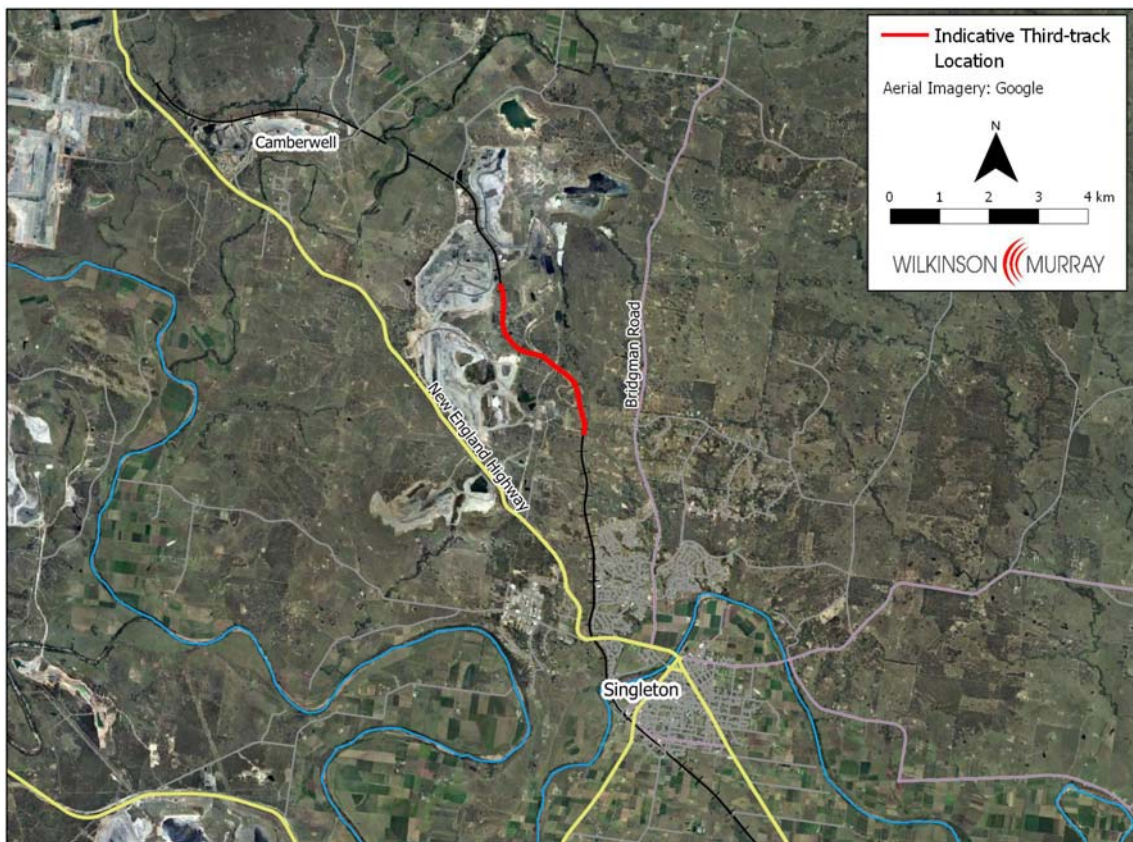 Indicative Third-track
Location
Aerial Imagery: Google
N
0 1 2 3 4 km
WILKINSON MURRAY
Camberwell
Bridgman Road
New England Highway
Singleton